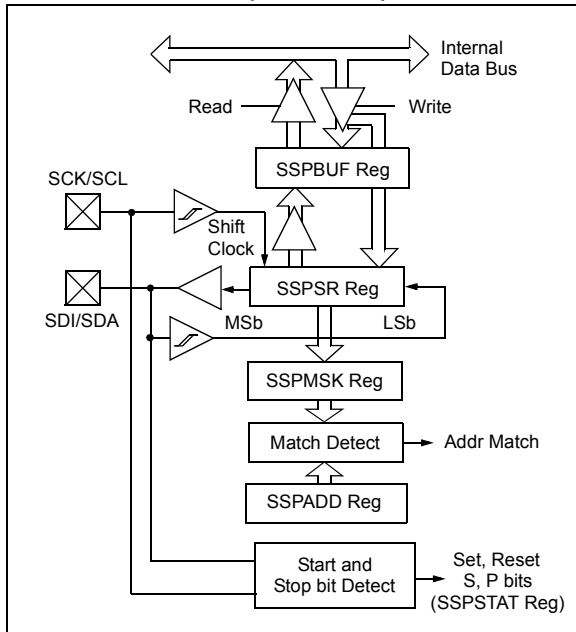 Internal
Data Bus
Read
Write
SSPBUF Reg
SCK/SCL
Shift
Clock
SSPSR Reg
MSb
LSb
SDI/SDA
SSPMSK Reg
Match Detect
Addr Match
SSPADD Reg
Start and
Stop bit Detect
Set, Reset
S, P bits
(SSPSTAT Reg)